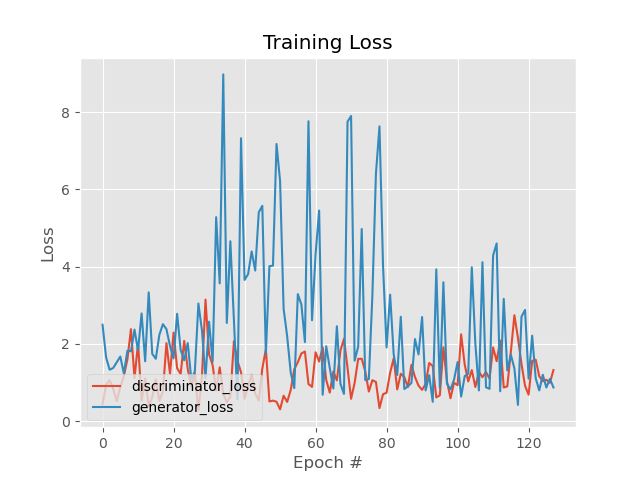 Training Loss
Loss
8
6
4
2
0
discriminator_loss
generator_loss
0 20 40 60 80 100 120
Epoch #